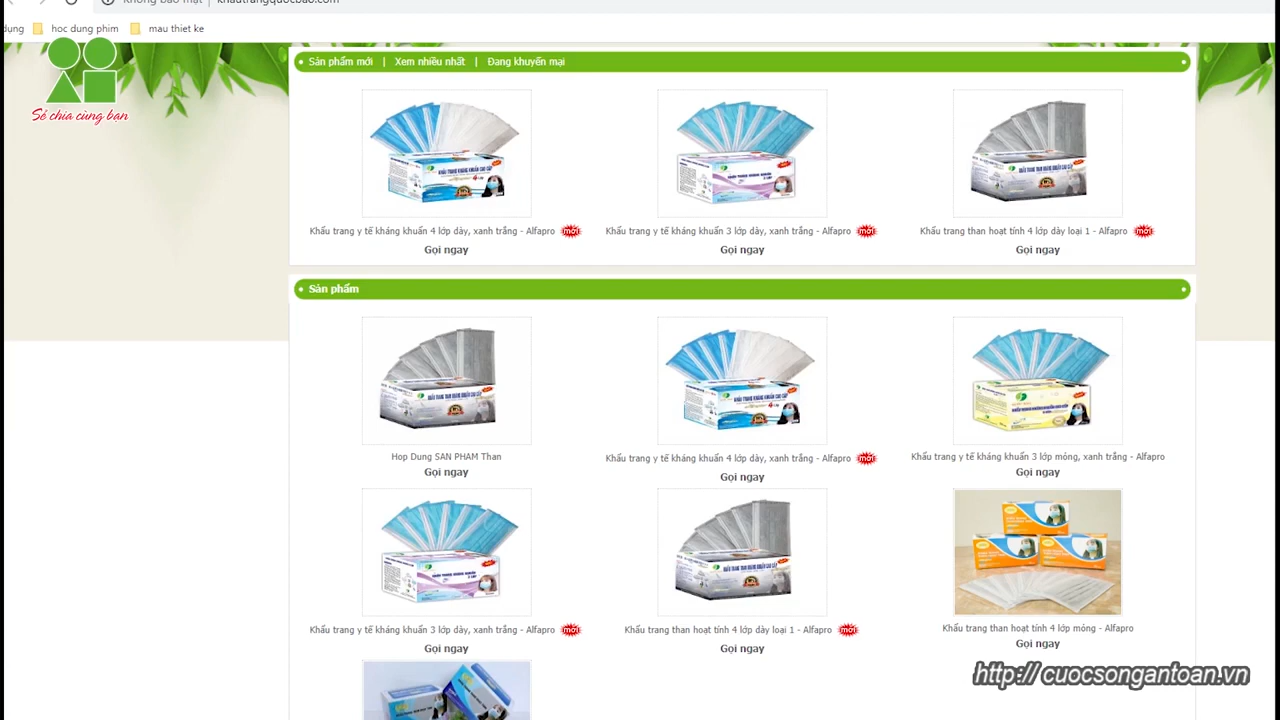 Không bảo mật | khautrangquocbao.com
dụng hoc dung phim mau thiet ke
Sẻ chia cùng bạn
Sản phẩm mới | Xem nhiều nhất | Đang khuyến mại
Khẩu trang y tế kháng khuẩn 4 lớp dày, xanh trắng - Alfapro mới
Gọi ngay
Khẩu trang y tế kháng khuẩn 3 lớp dày, xanh trắng - Alfapro mới
Gọi ngay
Khẩu trang than hoạt tính 4 lớp dày loại 1 - Alfapro mới
Gọi ngay
Sản phẩm
Hop Dung SAN PHAM Than
Gọi ngay
Khẩu trang y tế kháng khuẩn 4 lớp dày, xanh trắng - Alfapro mới
Gọi ngay
Khẩu trang y tế kháng khuẩn 3 lớp mỏng, xanh trắng - Alfapro
Gọi ngay
Khẩu trang y tế kháng khuẩn 3 lớp dày, xanh trắng - Alfapro mới
Gọi ngay
Khẩu trang than hoạt tính 4 lớp dày loại 1 - Alfapro mới
Gọi ngay
Khẩu trang than hoạt tính 4 lớp mỏng - Alfapro
Gọi ngay
http:// cuocsongantoan.vn